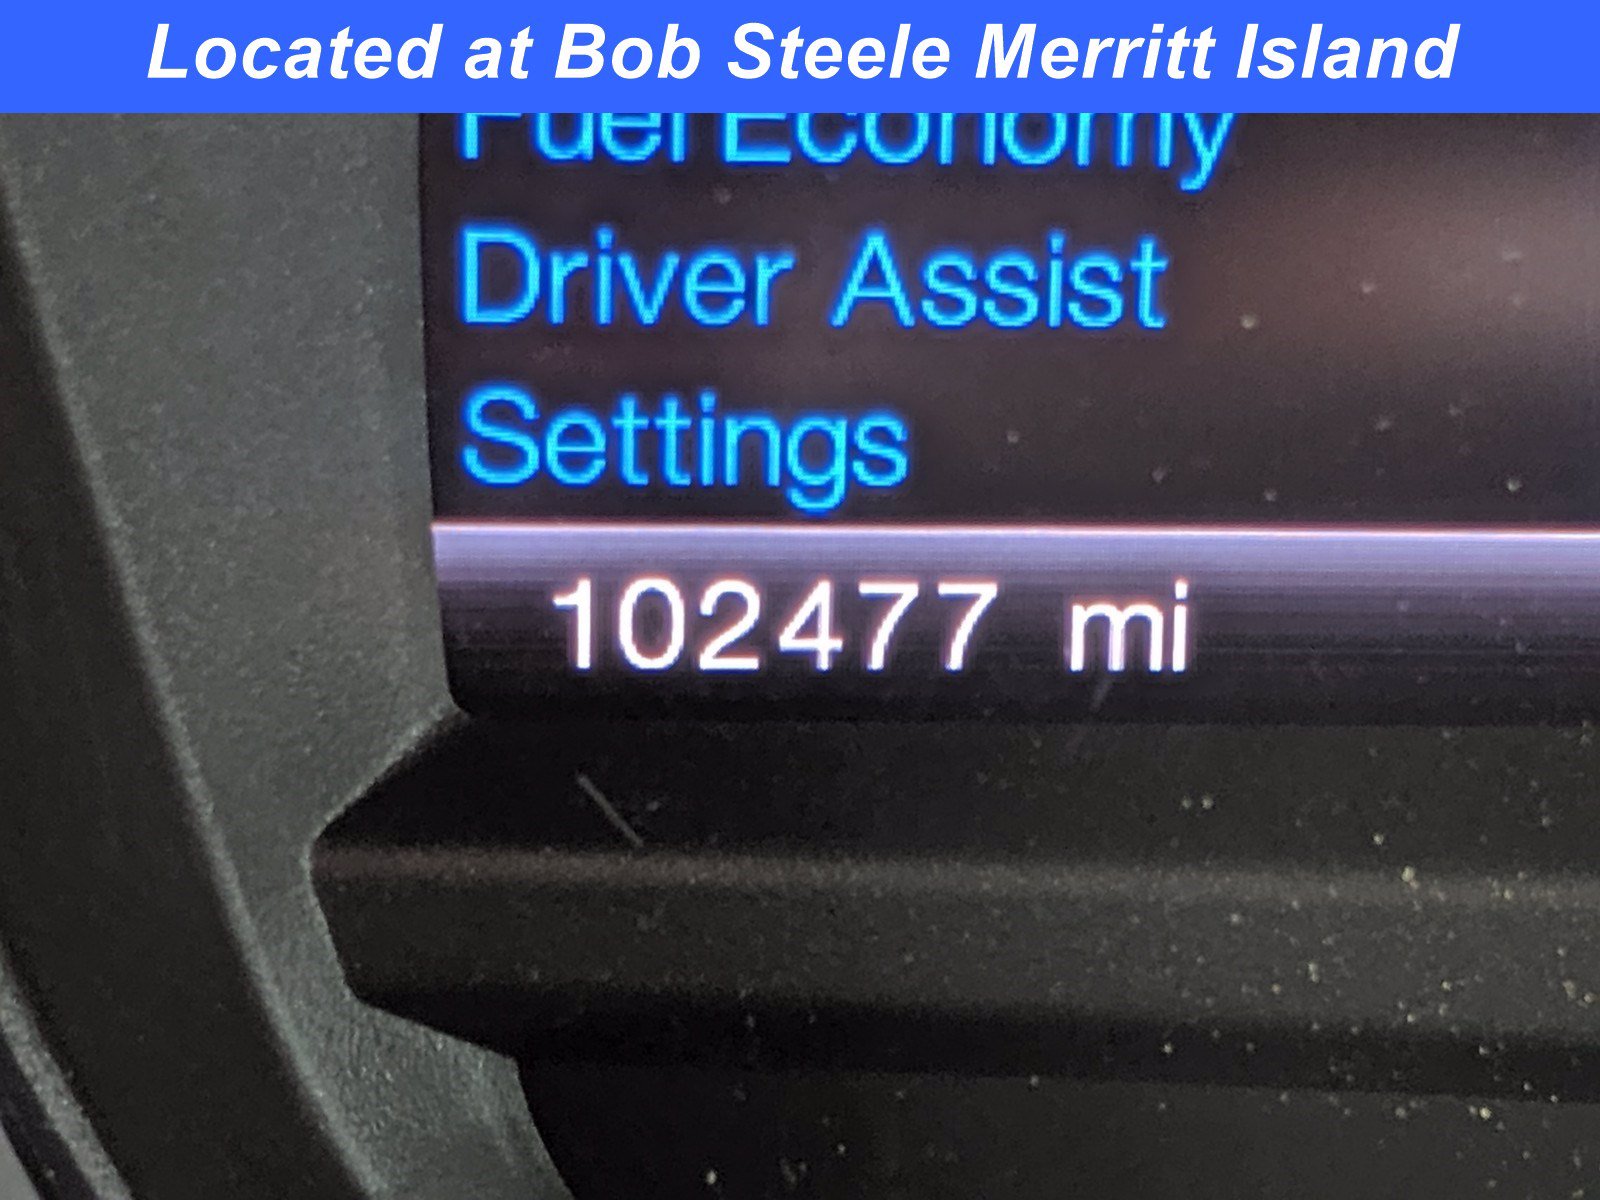 Located at Bob Steele Merritt Island
Fuel Economy
Driver Assist
Settings
102477 mi